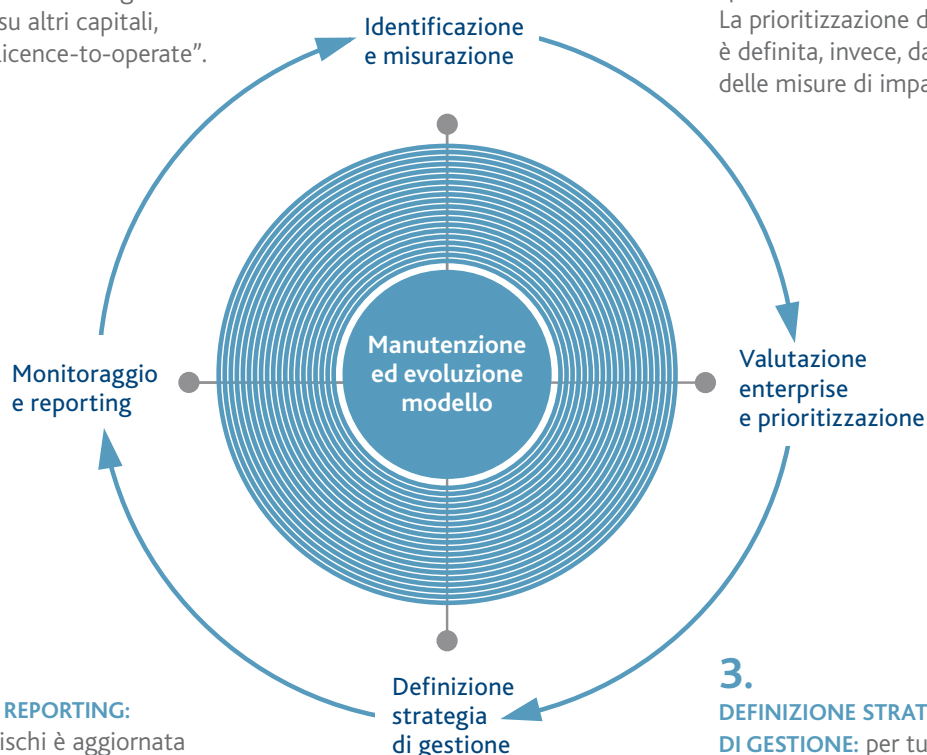 su altri capitali,
licence-to-operate”.
La prioritizzazione d
è definita, invece, da
delle misure di impa
Identificazione
e misurazione
Manutenzione
ed evoluzione
modello
Monitoraggio
e reporting
Valutazione
enterprise
e prioritizzazione
Definizione
strategia
di gestione
REPORTING:
ischi è aggiornata
3.
DEFINIZIONE STRAT
DI GESTIONE: per tu